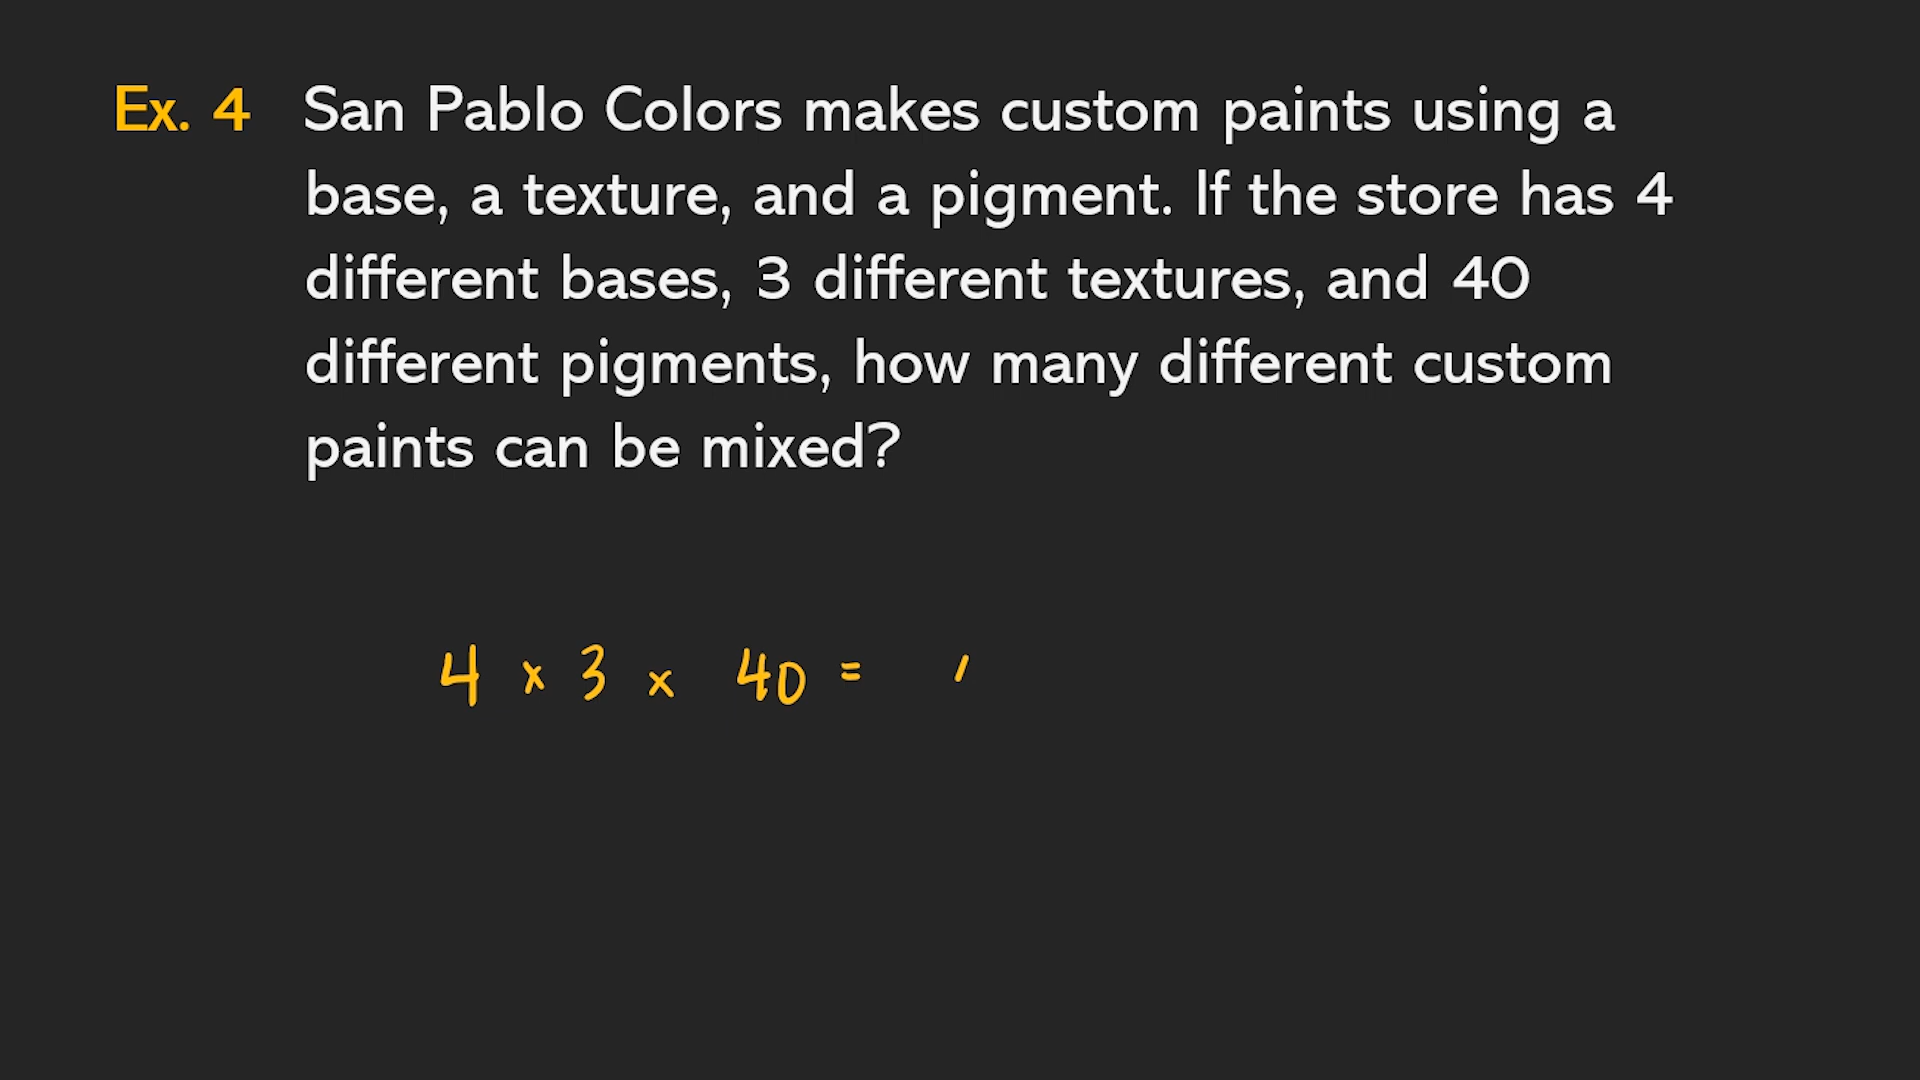 Ex. 4 San Pablo Colors makes custom paints using a
base, a texture, and a pigment. If the store has 4
different bases, 3 different textures, and 40
different pigments, how many different custom
paints can be mixed?
4 x 3 x 40 =